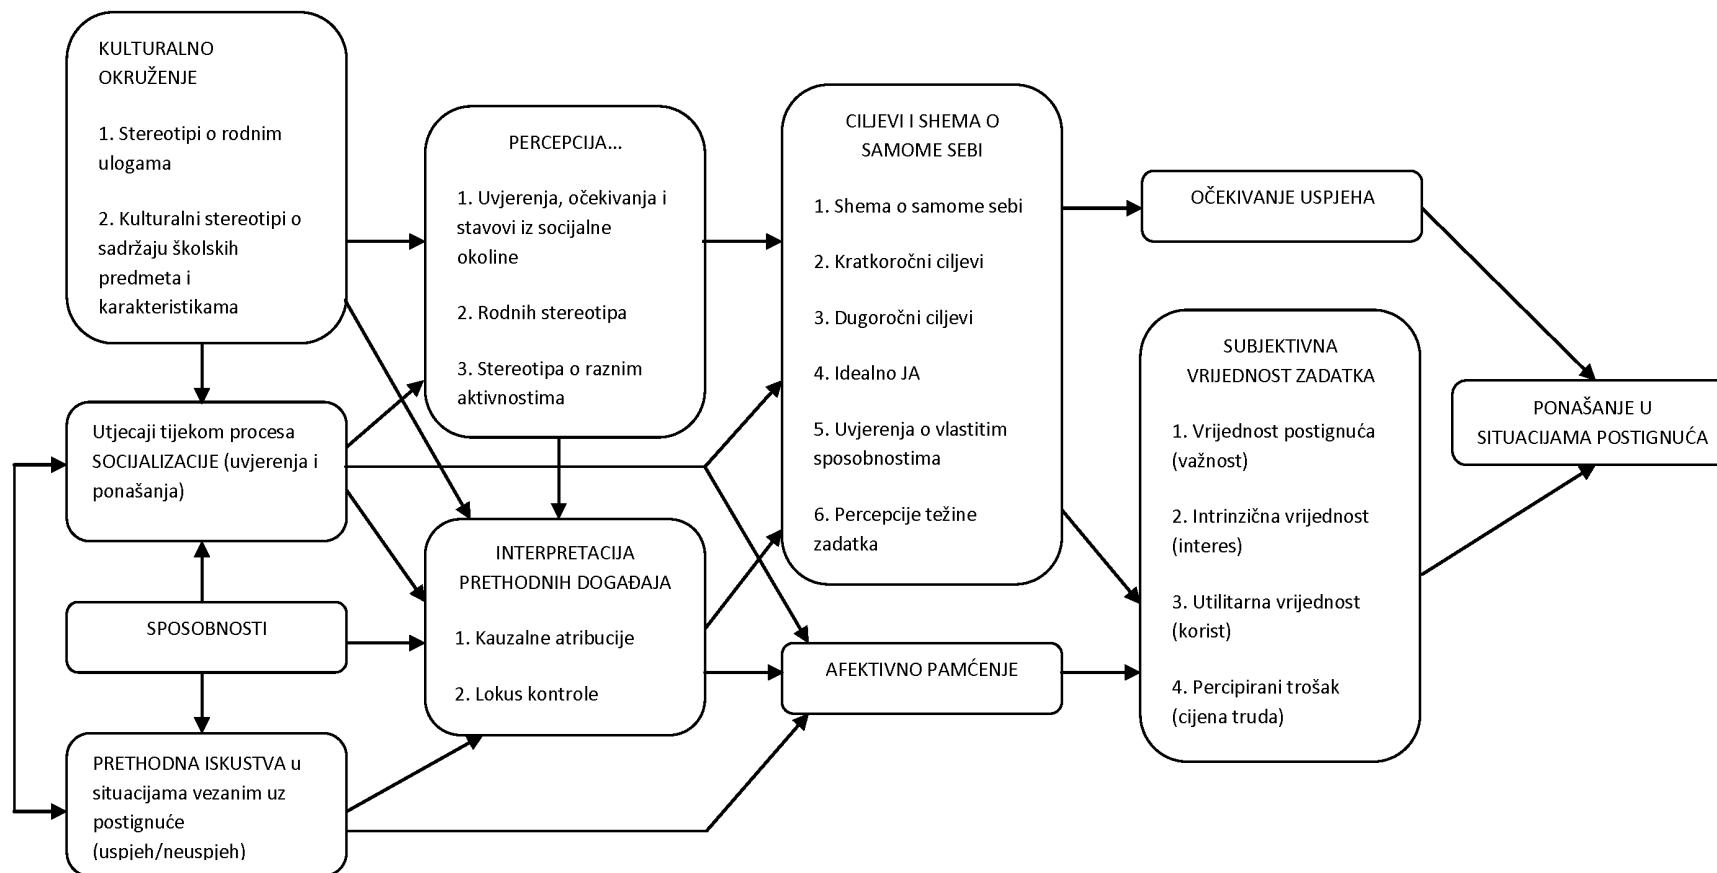 KULTURALNO
OKRUŽENJE
1. Stereotipi o rodnim
ulogama
2. Kulturalni stereotipi o
sadržaju školskih
predmeta i
karakteristikama
Utjecaji tijekom procesa
SOCIJALIZACIJE (uvjerenja i
ponašanja)
SPOSOBNOSTI
PRETHODNA ISKUSTVA u
situacijama vezanim uz
postignuće
(uspjeh/neuspjeh)
PERCEPCIJA...
1. Uvjerenja, očekivanja i
stavovi iz socijalne
okoline
2. Rodnih stereotipa
3. Stereotipa o raznim
aktivnostima
INTERPRETACIJA
PRETHODNIH DOGAĐAJA
1. Kauzalne atribucije
2. Lokus kontrole
CILJEVI I SHEMA O
SAMOME SEBI
1. Shema o samome sebi
2. Kratkoročni ciljevi
3. Dugoročni ciljevi
4. Idealno JA
5. Uvjerenja o vlastitim
sposobnostima
6. Percepcije težine
zadatka
AFEKTIVNO PAMĆENJE
OČEKIVANJE USPJEHA
SUBJEKTIVNA
VRIJEDNOST ZADATKA
1. Vrijednost postignuća
(važnost)
2. Intrinzična vrijednost
(interes)
3. Utilitarna vrijednost
(korist)
4. Percipirani trošak
(cijena truda)
PONAŠANJE U
SITUACIJAMA POSTIGNUĆA